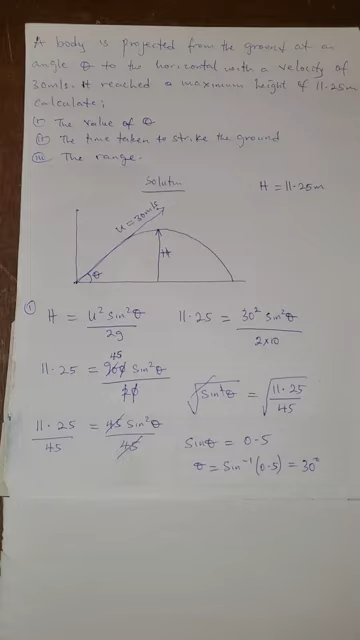 A body is projected from the ground at an
angle θ to the horizontal with a velocity of
30m/s. It reached a maximum height of 11.25m
calculate;
(i) The value of θ
(ii) The time taken to strike the ground
(iii) The range.
Solution
H = 11.25m
u = 30m/s
H
θ
(i) H = u² sin²θ / 2g
11.25 = 30² sin²θ / 2×10
11.25 = 900 sin²θ / 20
45
√sin²θ = √11.25/45
11.25 / 45 = 45 sin²θ / 45
Sinθ = 0.5
θ = Sin⁻¹(0.5) = 30°